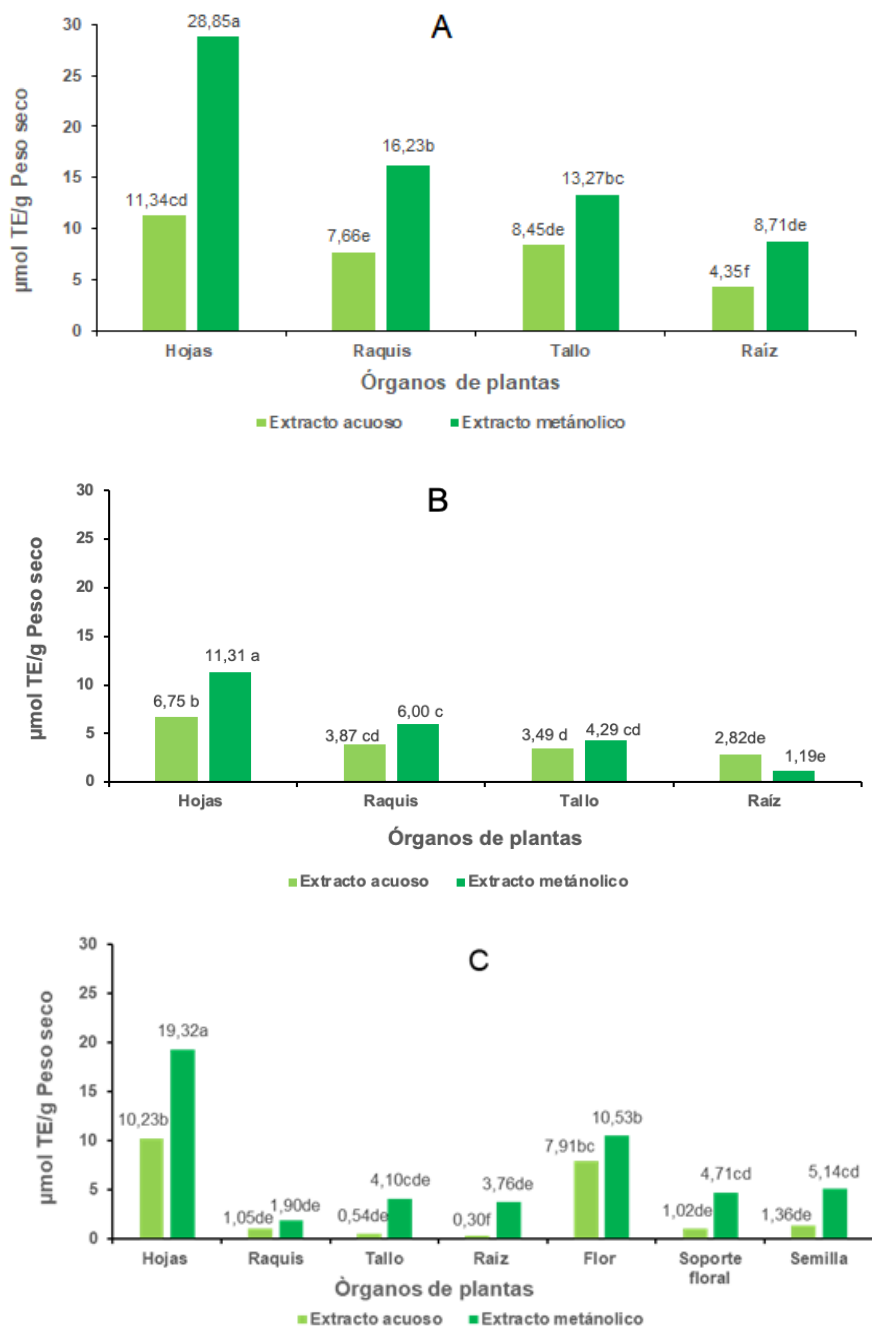 A
µmol TE/g Peso seco
30
25
20
15
10
5
0
11,34cd
28,85a
7,66e
16,23b
8,45de
13,27bc
4,35f
8,71de
Hojas Raquis Tallo Raíz
Órganos de plantas
Extracto acuoso Extracto metánolico
B
µmol TE/g Peso seco
30
25
20
15
10
5
0
6,75 b
11,31 a
3,87 cd
6,00 c
3,49 d
4,29 cd
2,82de
1,19e
Hojas Raquis Tallo Raíz
Órganos de plantas
Extracto acuoso Extracto metánolico
C
µmol TE/g Peso seco
30
25
20
15
10
5
0
10,23b
19,32a
1,05de
1,90de
0,54de
4,10cde
0,30f
3,76de
7,91bc
10,53b
1,02de
4,71cd
1,36de
5,14cd
Hojas Raquis Tallo Raíz Flor Soporte Semilla
floral
Òrganos de plantas
Extracto acuoso Extracto metánolico